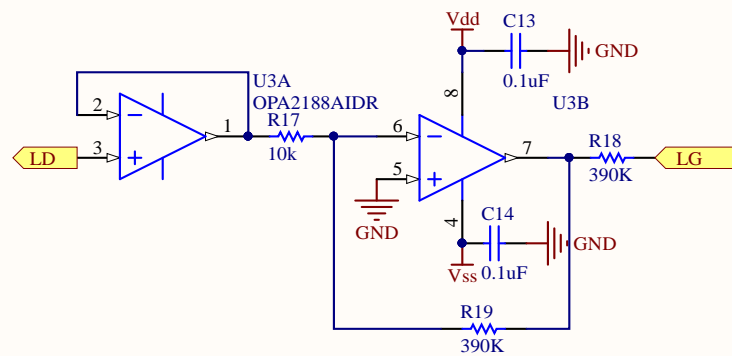 Vdd
C13
GND
0.1uF
U3A
OPA2188AIDR
U3B
8
2
R17
1
6
7
R18
LD
3
10k
5
390K
LG
GND
4
C14
GND
Vss
0.1uF
R19
390K